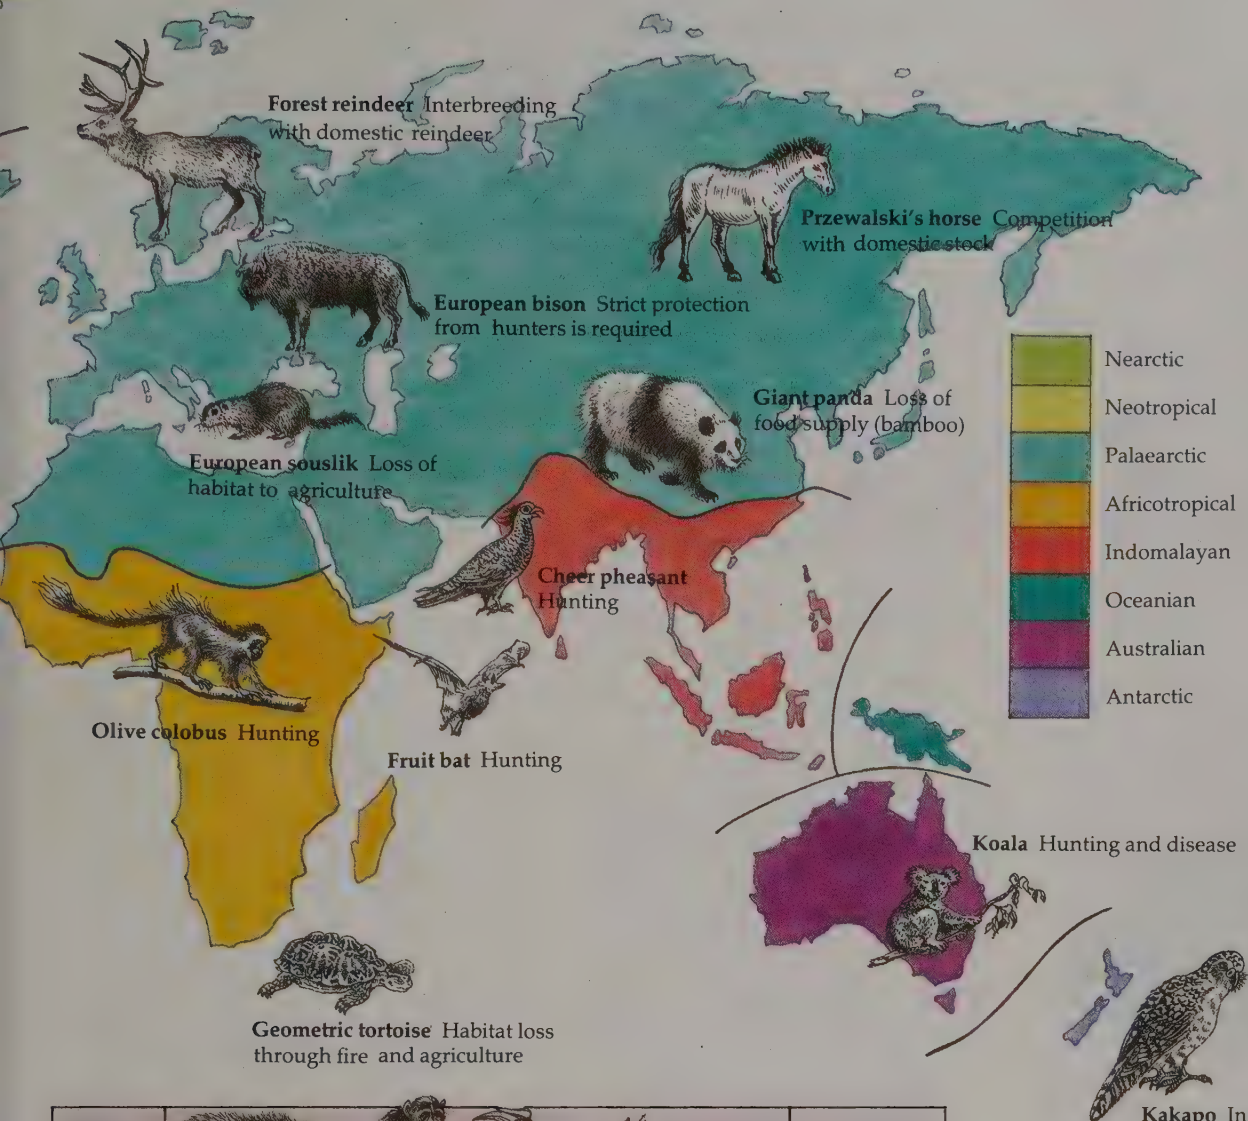 Forest reindeer Interbreeding
with domestic reindeer
Przewalski's horse Competition
with domestic stock
European bison Strict protection
from hunters is required
Giant panda Loss of
food supply (bamboo)
European souslik Loss of
habitat to agriculture
Cheer pheasant
Hunting
Olive colobus Hunting
Fruit bat Hunting
Geometric tortoise Habitat loss
through fire and agriculture
Nearctic
Neotropical
Palaearctic
Africotropical
Indomalayan
Oceanian
Australian
Antarctic
Koala Hunting and disease
Kakapo In